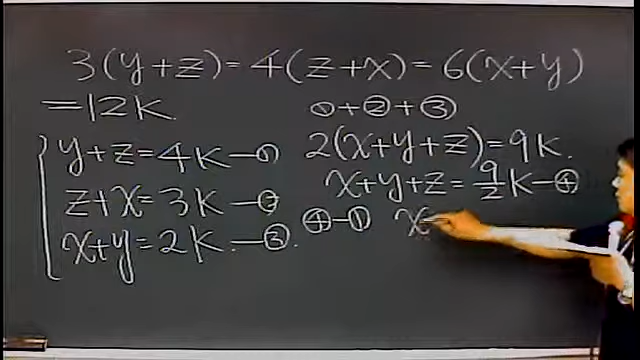 3(y+z)=4(z+x)=6(x+y)
=12K.
①+②+③
y+z=4K—①
2(x+y+z)=9K.
z+x=3K—②
x+y+z=9/2K—④
x+y=2K.—③.
④-①
x